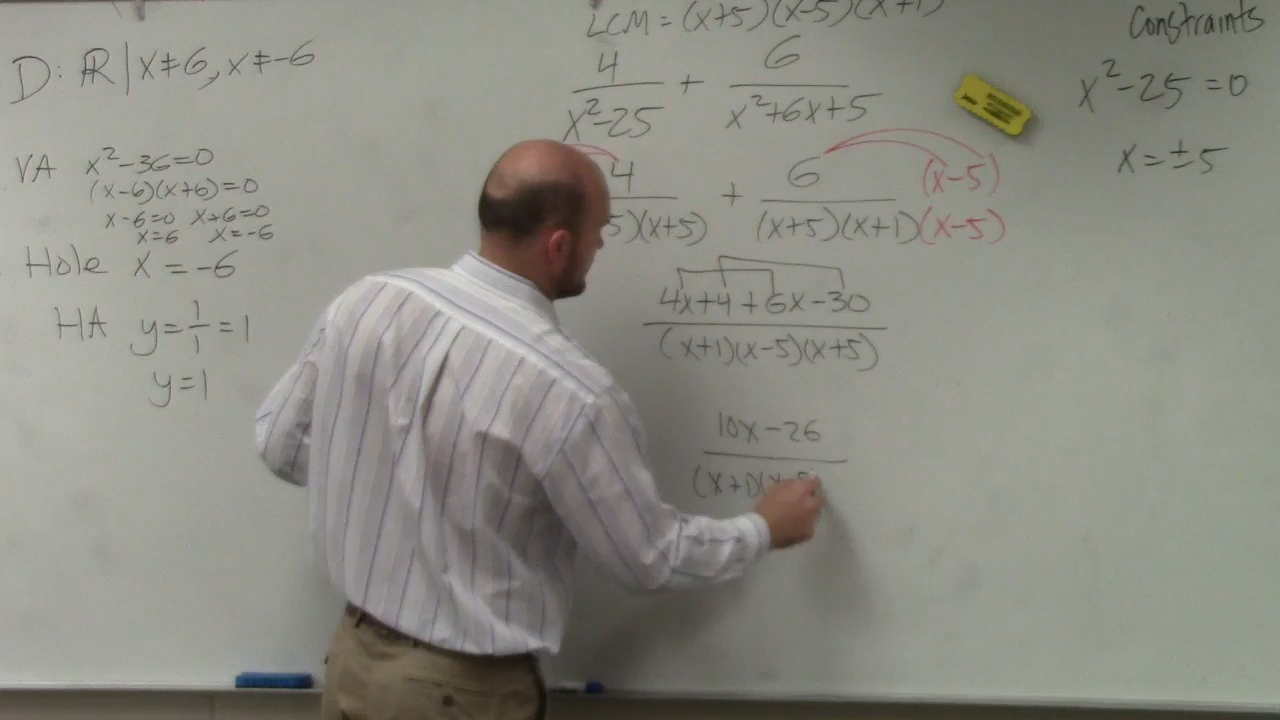 D: ℝ | x≠6, x≠-6
VA x²-36=0
(x-6)(x+6)=0
x-6=0 x+6=0
x=6 x=-6
Hole x=-6
HA y=1/1=1
y=1
LCM=(x+5)(x-5)(x+1)
4/(x²-25) + 6/(x²+6x+5)
4/5)(x+5) + 6(x-5)/(x+5)(x+1)(x-5)
4x+4+6x-30
(x+1)(x-5)(x+5)
10x-26
(x+1)(x-5
Constraints
x²-25=0
x=±5